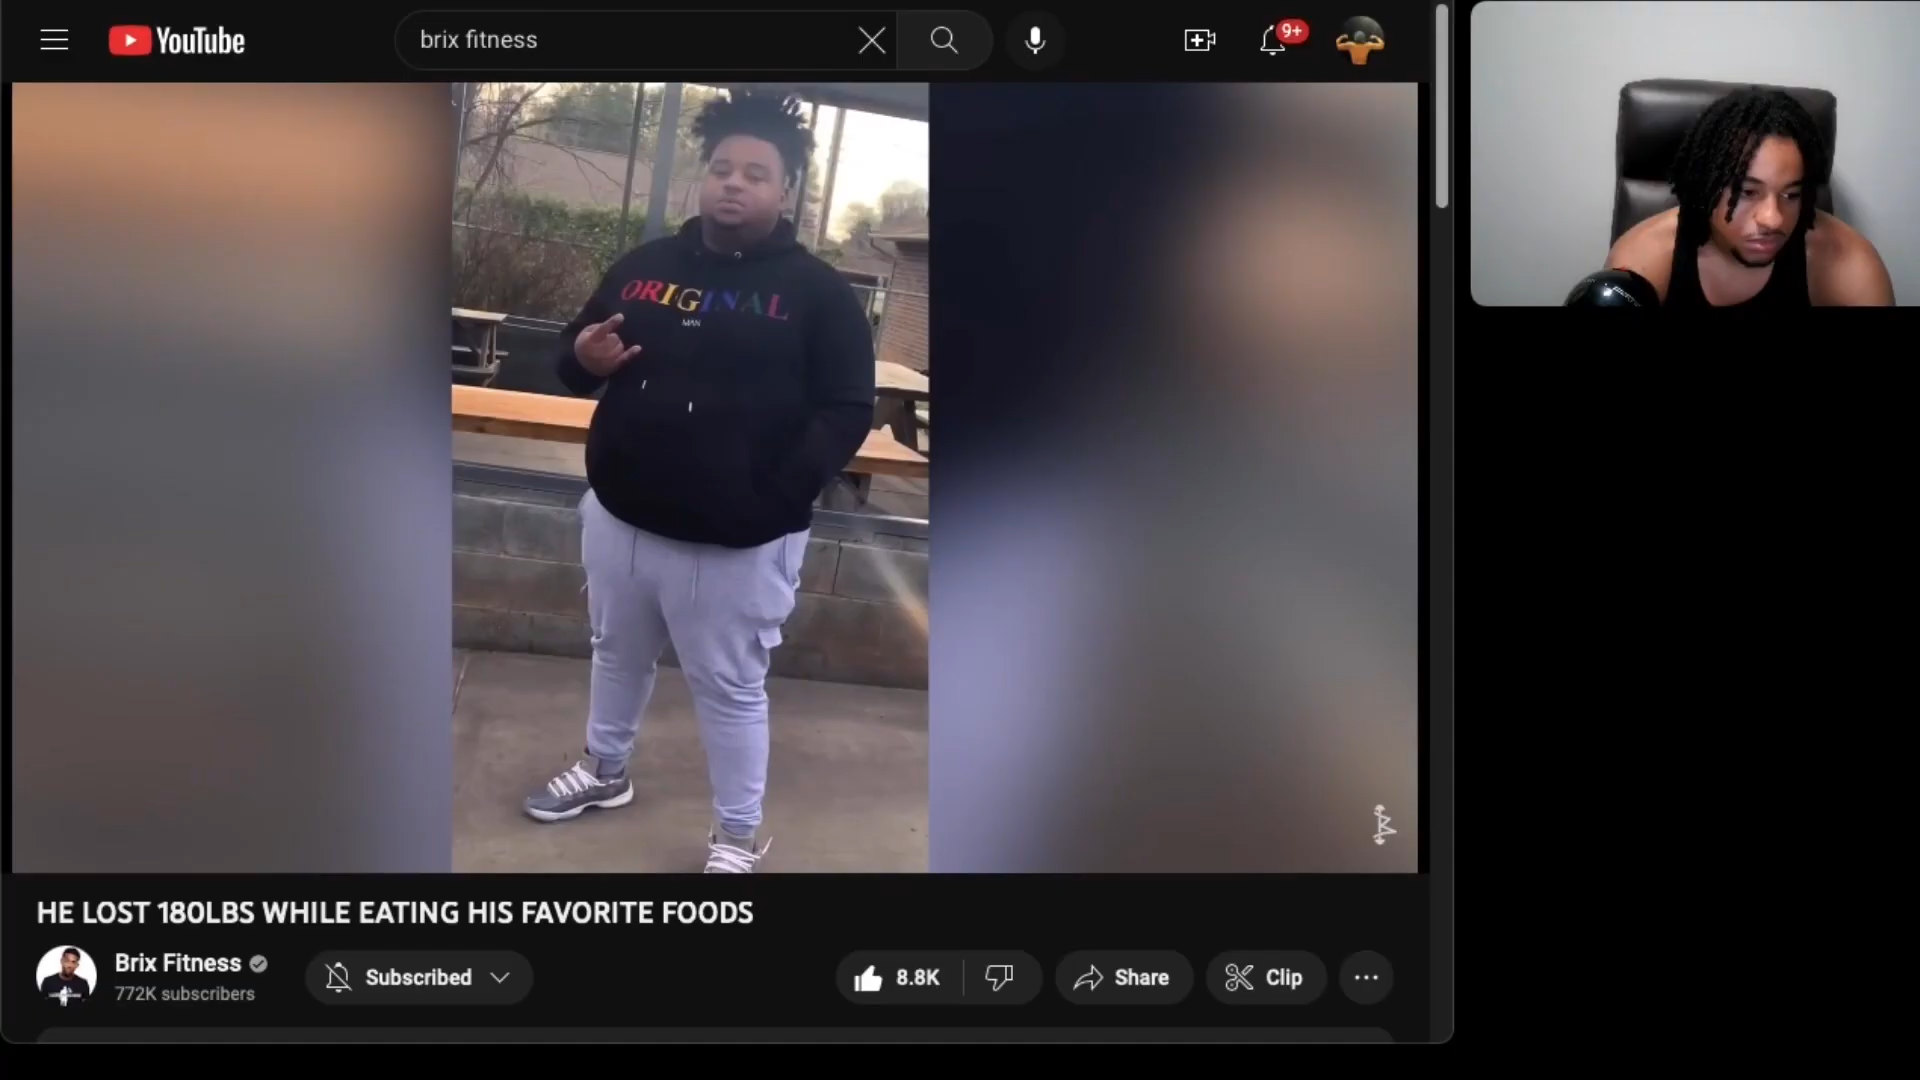 YouTube
brix fitness
9+
ORIGINAL
MAN
HE LOST 180LBS WHILE EATING HIS FAVORITE FOODS
Brix Fitness
772K subscribers
Subscribed
8.8K
Share
Clip